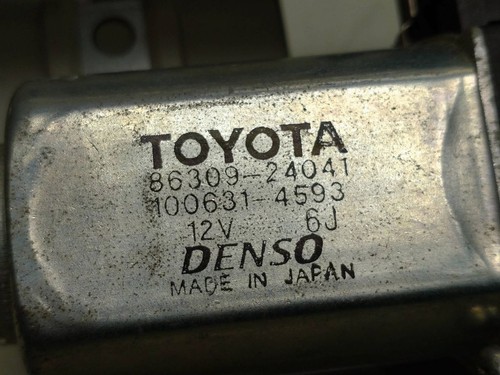 TOYOTA
86309-24041
100631-4593
12V 6J
DENSO
MADE IN JAPAN